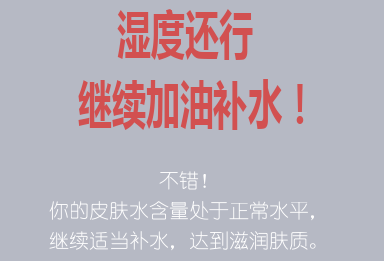 湿度还行
继续加油补水！
不错！
你的皮肤水含量处于正常水平，
继续适当补水，达到滋润肤质。